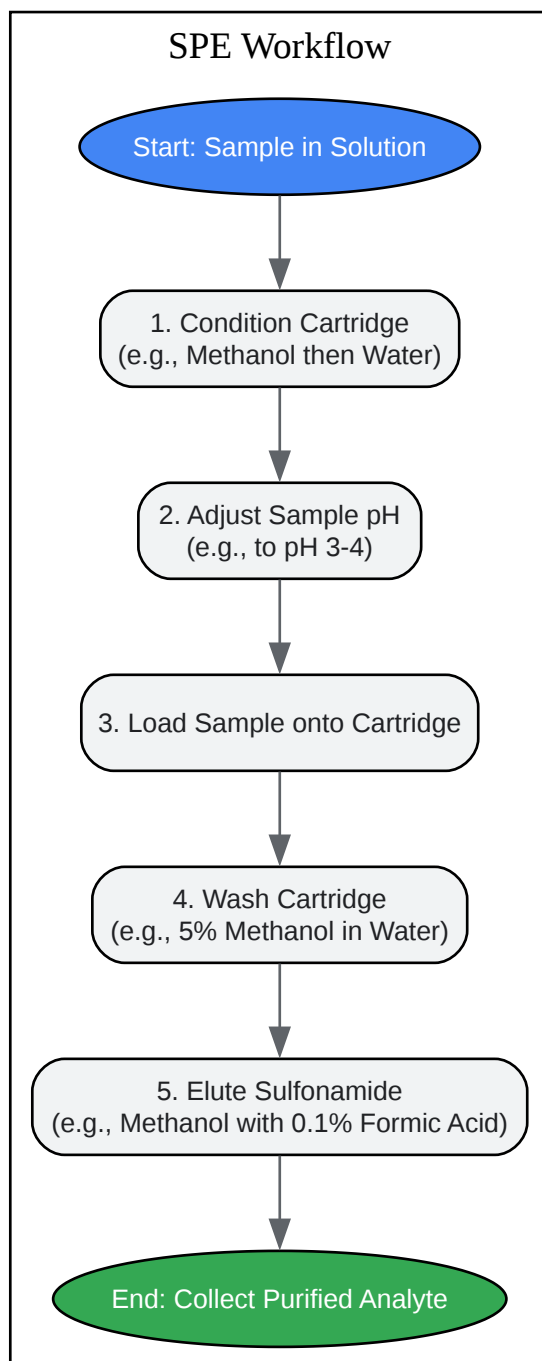 SPE Workflow
Start: Sample in Solution
1. Condition Cartridge
(e.g., Methanol then Water)
2. Adjust Sample pH
(e.g., to pH 3-4)
3. Load Sample onto Cartridge
4. Wash Cartridge
(e.g., 5% Methanol in Water)
5. Elute Sulfonamide
(e.g., Methanol with 0.1% Formic Acid)
End: Collect Purified Analyte